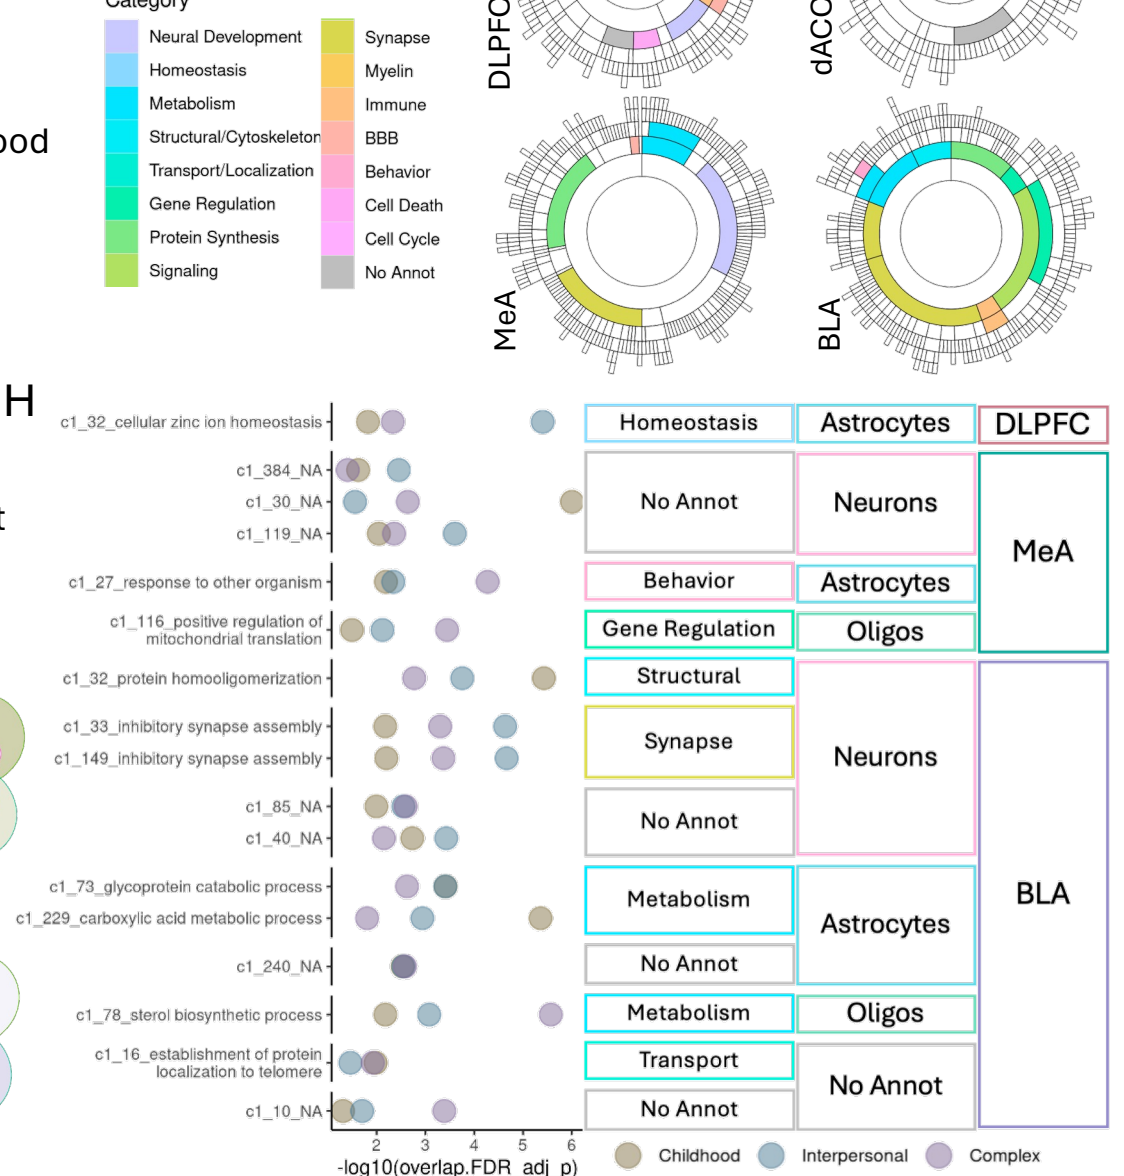 Category
Neural Development
Homeostasis
Metabolism
Structural/Cytoskeleton
Transport/Localization
Gene Regulation
Protein Synthesis
Signaling
Synapse
Myelin
Immune
BBB
Behavior
Cell Death
Cell Cycle
No Annot
ood
t
DLPFC
dACC
MeA
BLA
H
c1_32_cellular zinc ion homeostasis
c1_384_NA
c1_30_NA
c1_119_NA
c1_27_response to other organism
c1_116_positive regulation of
mitochondrial translation
c1_32_protein homooligomerization
c1_33_inhibitory synapse assembly
c1_149_inhibitory synapse assembly
c1_85_NA
c1_40_NA
c1_73_glycoprotein catabolic process
c1_229_carboxylic acid metabolic process
c1_240_NA
c1_78_sterol biosynthetic process
c1_16_establishment of protein
localization to telomere
c1_10_NA
2 3 4 5 6
-log10(overlap.FDR_adj_p)
Homeostasis
No Annot
Behavior
Gene Regulation
Structural
Synapse
No Annot
Metabolism
No Annot
Metabolism
Transport
No Annot
Astrocytes
Neurons
Astrocytes
Oligos
Neurons
Astrocytes
Oligos
No Annot
DLPFC
MeA
BLA
Childhood
Interpersonal
Complex